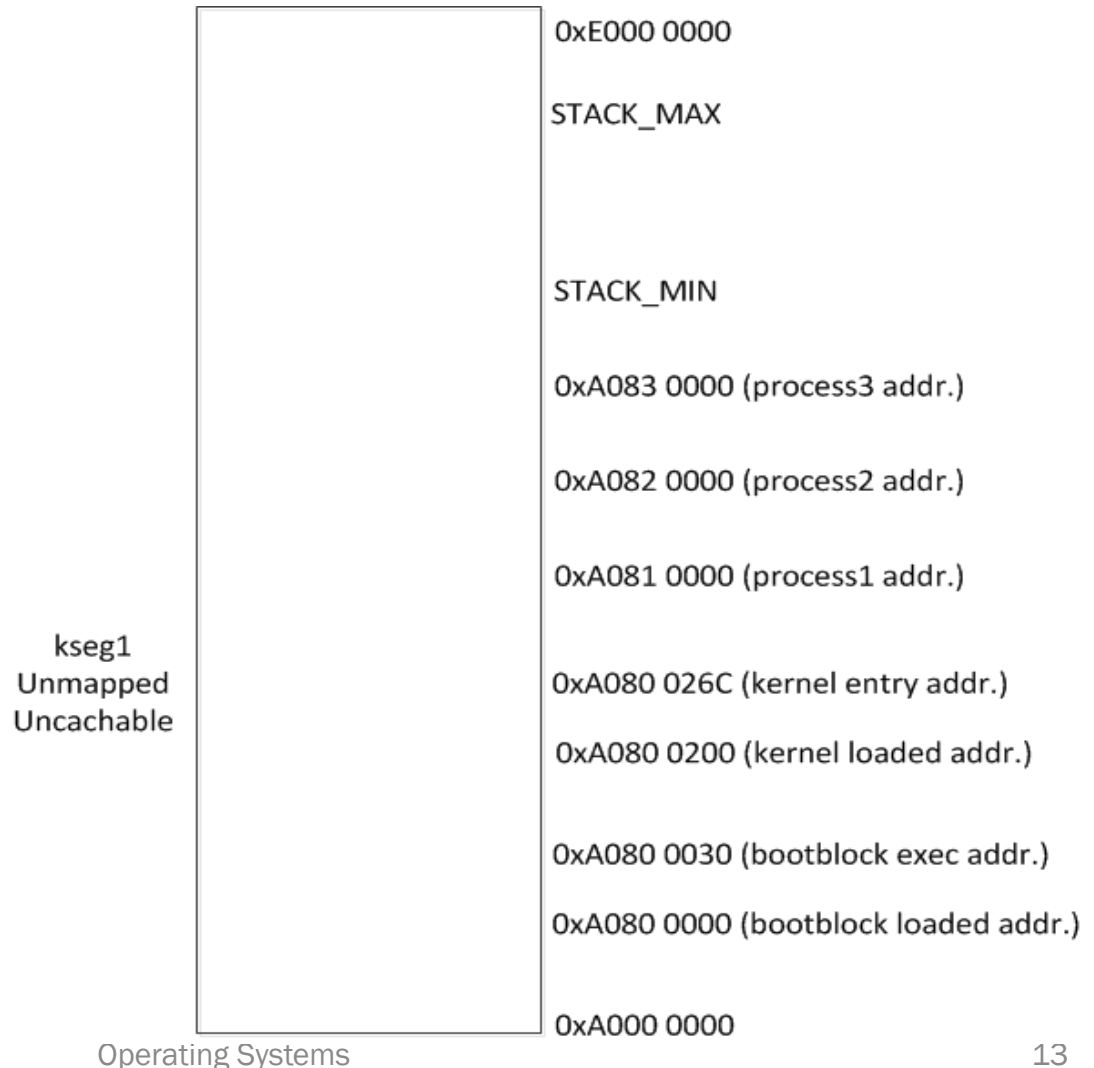 0xE000 0000
STACK_MAX
STACK_MIN
0xA083 0000 (process3 addr.)
0xA082 0000 (process2 addr.)
0xA081 0000 (process1 addr.)
kseg1
Unmapped
Uncachable
0xA080 026C (kernel entry addr.)
0xA080 0200 (kernel loaded addr.)
0xA080 0030 (bootblock exec addr.)
0xA080 0000 (bootblock loaded addr.)
0xA000 0000
Operating Systems
13